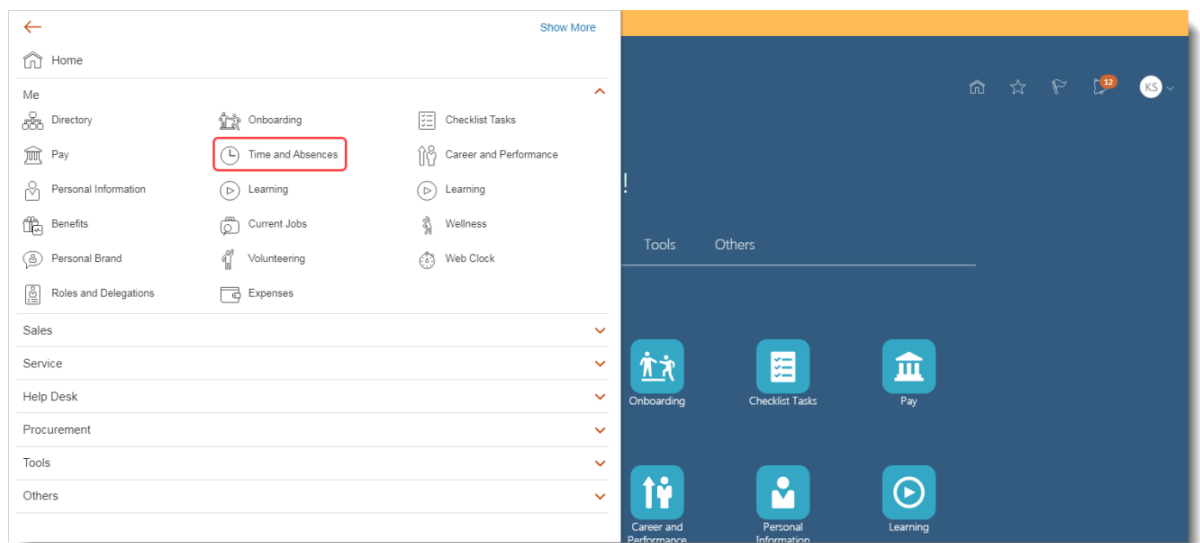 Show More
Home
Me
Directory
Onboarding
Checklist Tasks
Pay
Time and Absences
Career and Performance
Personal Information
Learning
Learning
Benefits
Current Jobs
Wellness
Personal Brand
Volunteering
Web Clock
Roles and Delegations
Expenses
Sales
Service
Help Desk
Procurement
Tools
Others
12
KS
!
Tools
Others
Onboarding
Checklist Tasks
Pay
Career and
Performance
Personal
Information
Learning